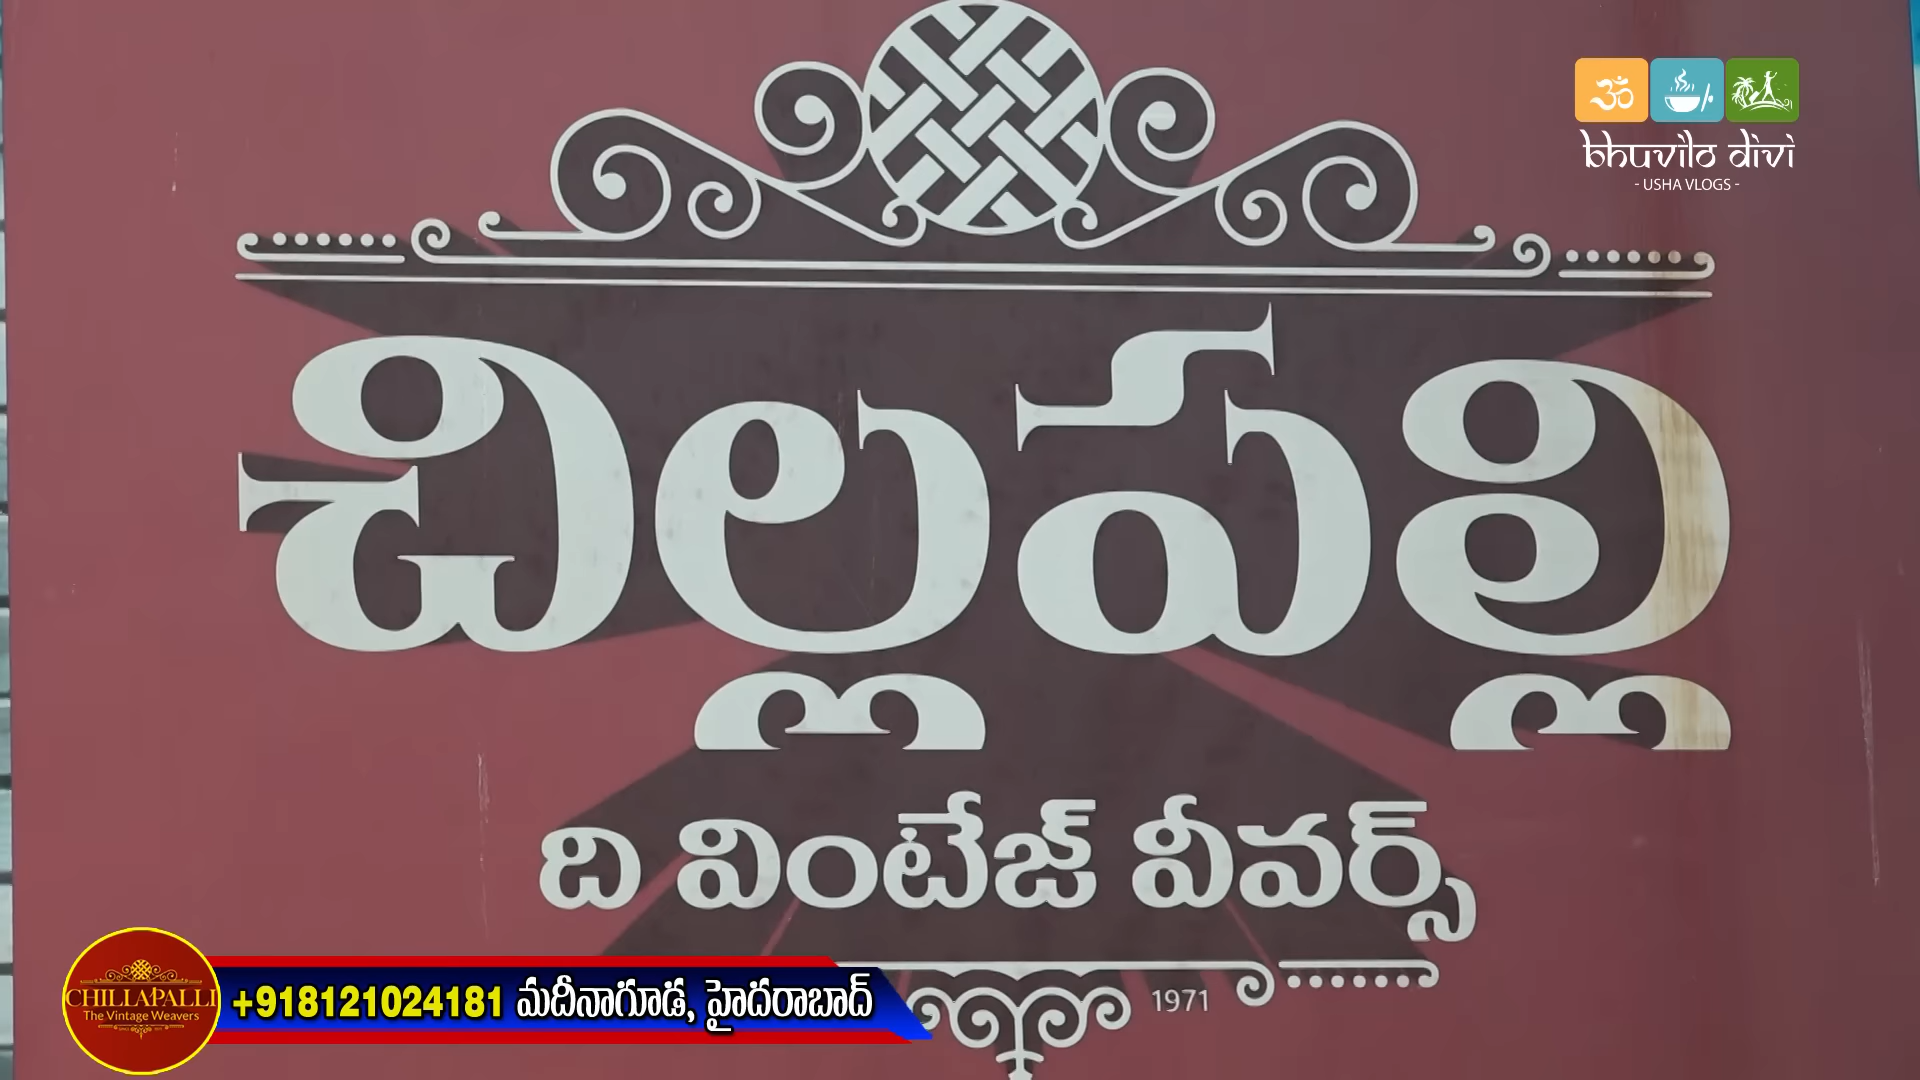 bhuvilo divi
- USHA VLOGS -
చిల్లపల్లి
ది వింటేజ్ వీవర్స్
1971
CHILLAPALLI
The Vintage Weavers
+918121024181 మదీనాగూడ, హైదరాబాద్